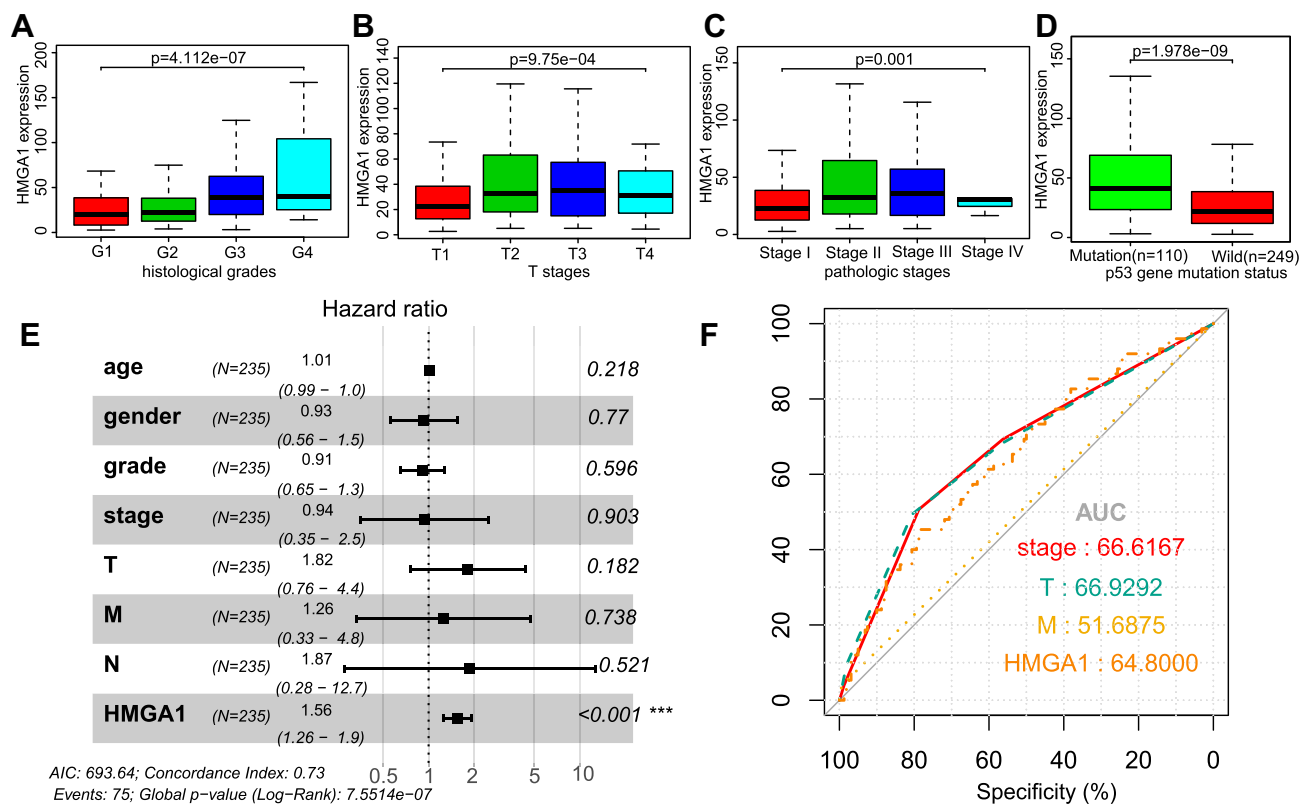 A
HMGA1 expression
0 50 100 150 200
p=4.112e−07
G1 G2 G3 G4
histological grades
B
HMGA1 expression
0 20 40 60 80 100 120 140
p=9.75e−04
T1 T2 T3 T4
T stages
C
HMGA1 expression
0 50 100 150
p=0.001
Stage I Stage II Stage III Stage IV
pathologic stages
D
HMGA1 expression
0 50 100 150
p=1.978e−09
Mutation(n=110) Wild(n=249)
p53 gene mutation status
E
Hazard ratio
age (N=235) 1.01 0.218
(0.99 − 1.0)
gender (N=235) 0.93 0.77
(0.56 − 1.5)
grade (N=235) 0.91 0.596
(0.65 − 1.3)
stage (N=235) 0.94 0.903
(0.35 − 2.5)
T (N=235) 1.82 0.182
(0.76 − 4.4)
M (N=235) 1.26 0.738
(0.33 − 4.8)
N (N=235) 1.87 0.521
(0.28 − 12.7)
HMGA1 (N=235) 1.56 <0.001 ***
(1.26 − 1.9)
0.5 1 2 5 10
AIC: 693.64; Concordance Index: 0.73
Events: 75; Global p−value (Log−Rank): 7.5514e−07
F
0 20 40 60 80 100
AUC
stage : 66.6167
T : 66.9292
M : 51.6875
HMGA1 : 64.8000
100 80 60 40 20 0
Specificity (%)